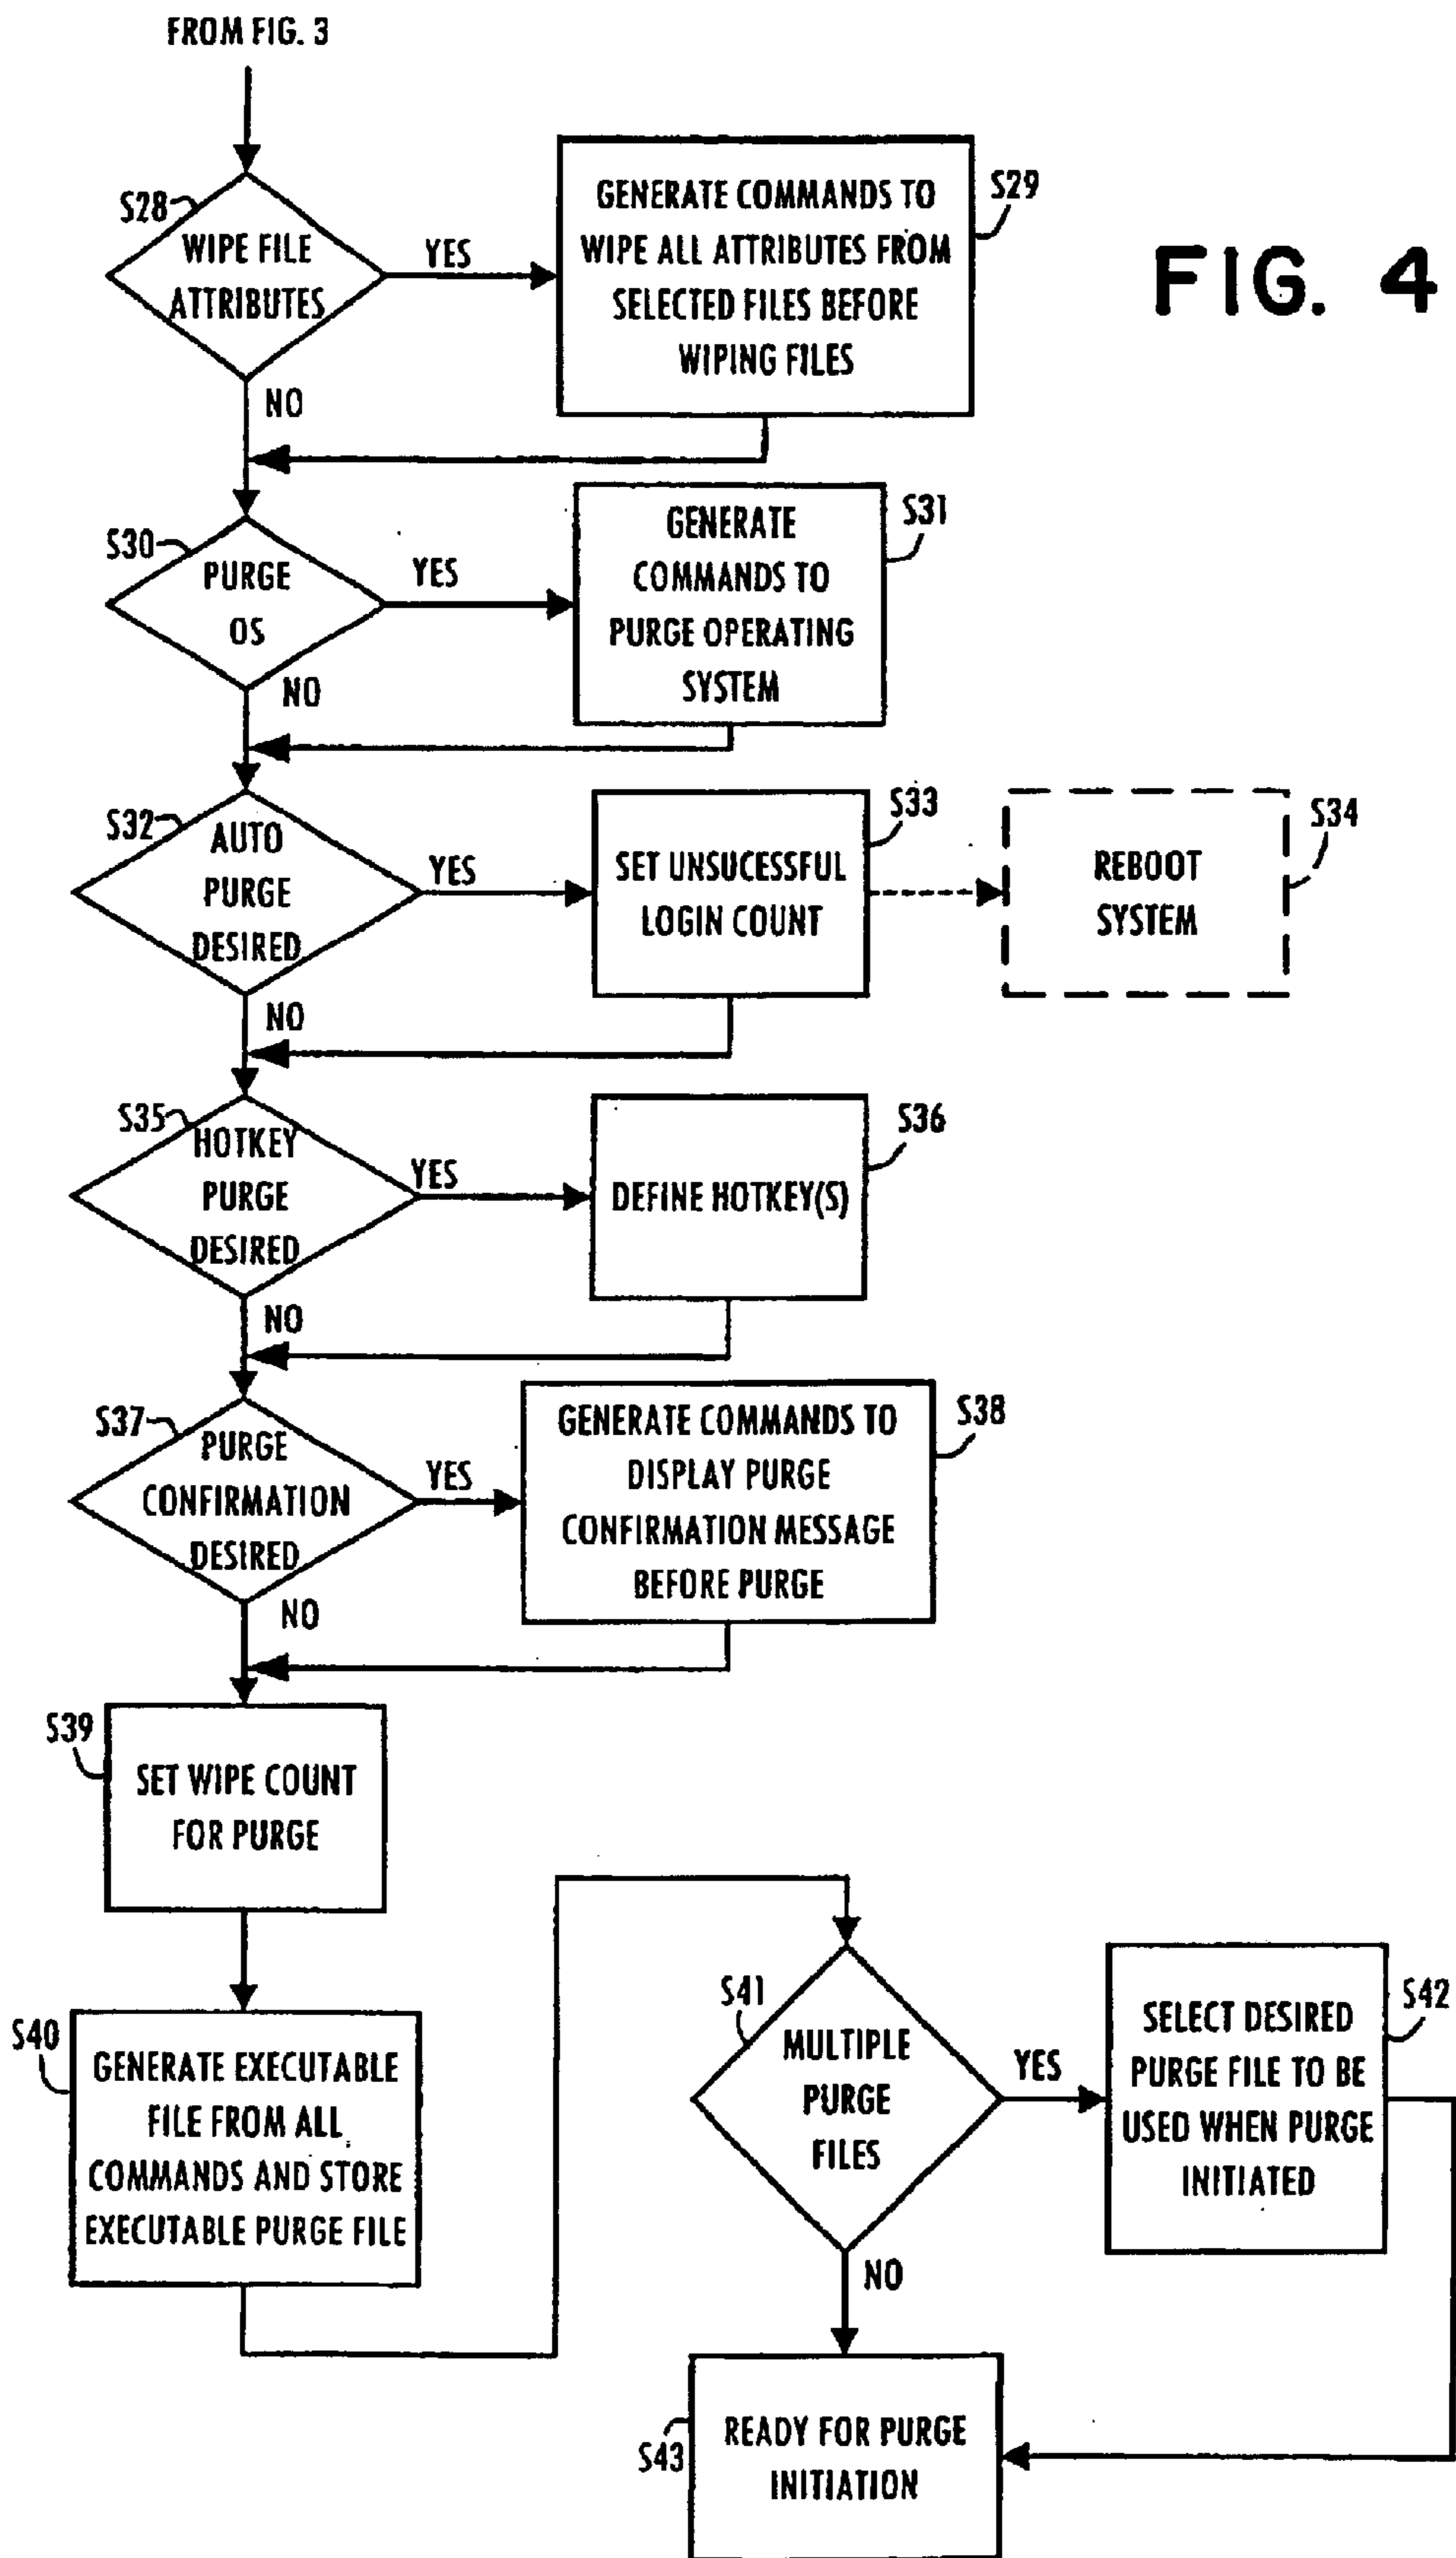 FROM FIG. 3
FIG. 4
S28
WIPE FILE
ATTRIBUTES
YES
NO
GENERATE COMMANDS TO
WIPE ALL ATTRIBUTES FROM
SELECTED FILES BEFORE
WIPING FILES
S29
S30
PURGE
OS
YES
NO
GENERATE
COMMANDS TO
PURGE OPERATING
SYSTEM
S31
S32
AUTO
PURGE
DESIRED
YES
NO
SET UNSUCESSFUL
LOGIN COUNT
S33
REBOOT
SYSTEM
S34
S35
HOTKEY
PURGE
DESIRED
YES
NO
DEFINE HOTKEY(S)
S36
S37
PURGE
CONFIRMATION
DESIRED
YES
NO
GENERATE COMMANDS TO
DISPLAY PURGE
CONFIRMATION MESSAGE
BEFORE PURGE
S38
S39
SET WIPE COUNT
FOR PURGE
S40
GENERATE EXECUTABLE
FILE FROM ALL
COMMANDS AND STORE
EXECUTABLE PURGE FILE
S41
MULTIPLE
PURGE
FILES
YES
NO
SELECT DESIRED
PURGE FILE TO BE
USED WHEN PURGE
INITIATED
S42
S43
READY FOR PURGE
INITIATION